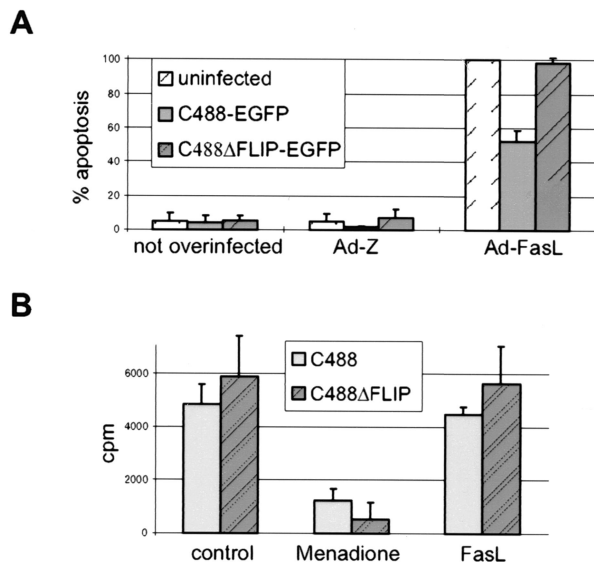 A
% apoptosis
100
80
60
40
20
0
uninfected
C488-EGFP
C488ΔFLIP-EGFP
not overinfected
Ad-Z
Ad-FasL
B
cpm
6000
4000
2000
0
C488
C488ΔFLIP
control
Menadione
FasL